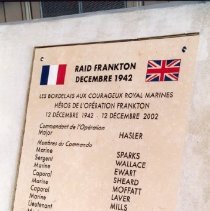 RAID FRANKTON
DECEMBRE 1942
LES BORDELAIS AUX COURAGEUX ROYAL MARINES
HÉROS DE L'OPÉRATION FRANKTON
12 DÉCEMBRE 1942 - 12 DÉCEMBRE 2002
Commandant de l'Opération
Major HASLER
Membres du Commando
Marine SPARKS
Sergent WALLACE
Marine EWART
Caporal SHEARD
Marine MOFFATT
Caporal LAVER
Marine MILLS
Lieutenant
Marine